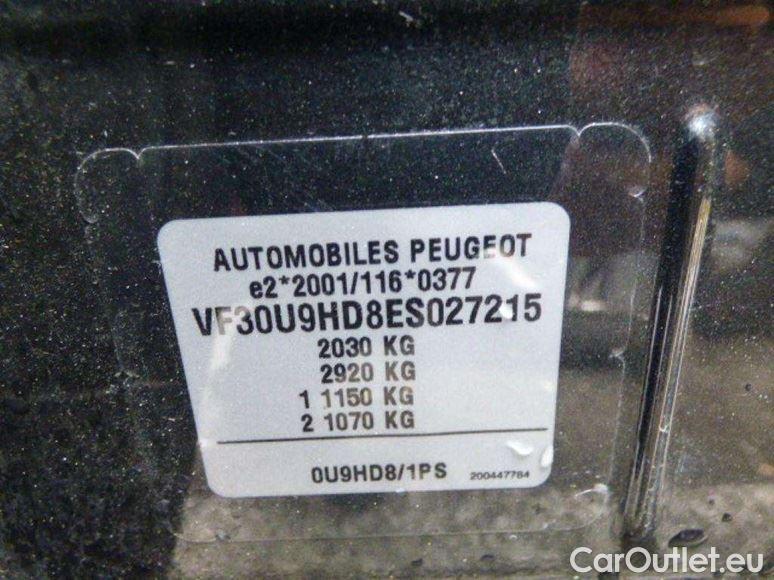 AUTOMOBILES PEUGEOT
e2*2001/116*0377
VF30U9HD8ES027215
2030 KG
2920 KG
1 1150 KG
2 1070 KG
0U9HD8/1PS 200447784
CarOutlet.eu